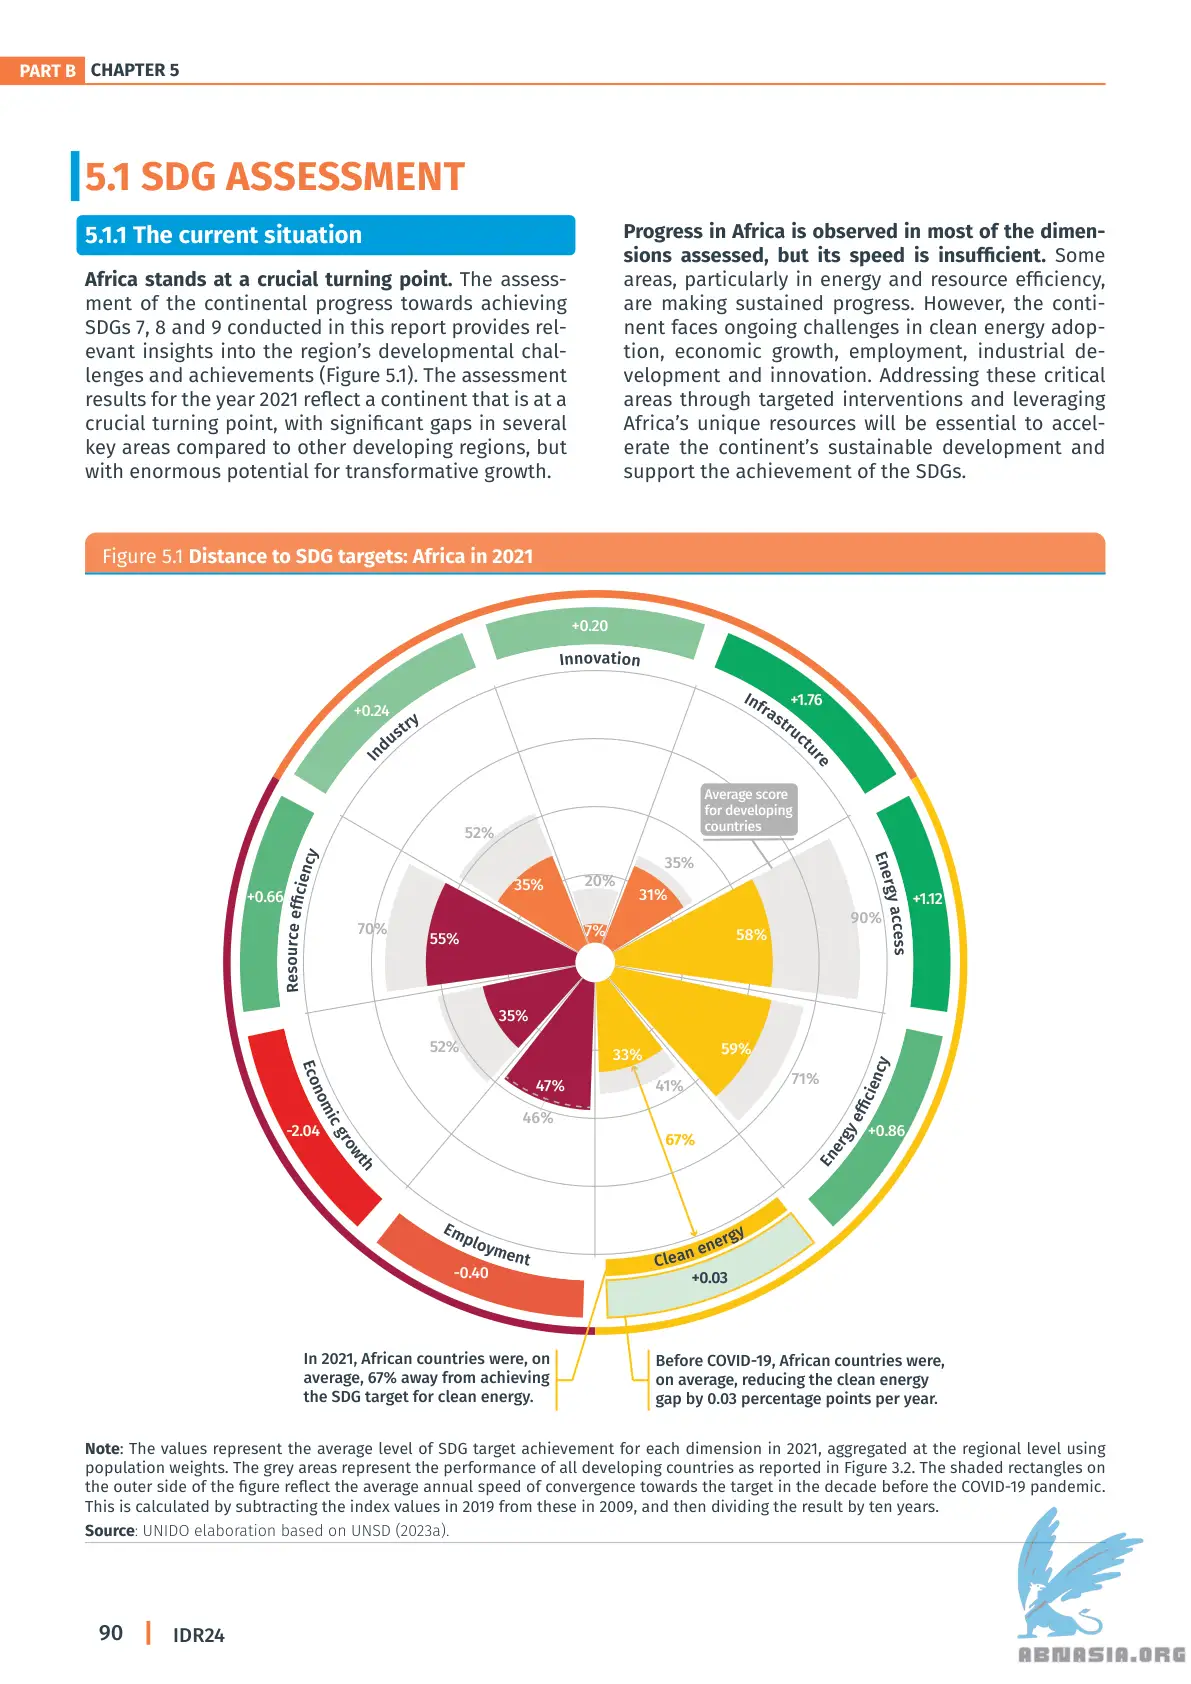 PART B CHAPTER 5
5.1 SDG ASSESSMENT
5.1.1 The current situation
Africa stands at a crucial turning point. The assess-
ment of the continental progress towards achieving
SDGs 7, 8 and 9 conducted in this report provides rel-
evant insights into the region’s developmental chal-
lenges and achievements (Figure 5.1). The assessment
results for the year 2021 reflect a continent that is at a
crucial turning point, with significant gaps in several
key areas compared to other developing regions, but
with enormous potential for transformative growth.
Progress in Africa is observed in most of the dimen-
sions assessed, but its speed is insufficient. Some
areas, particularly in energy and resource efficiency,
are making sustained progress. However, the conti-
nent faces ongoing challenges in clean energy adop-
tion, economic growth, employment, industrial de-
velopment and innovation. Addressing these critical
areas through targeted interventions and leveraging
Africa’s unique resources will be essential to accel-
erate the continent’s sustainable development and
support the achievement of the SDGs.
Figure 5.1 Distance to SDG targets: Africa in 2021
+0.20
Innovation
+1.76
Infrastructure
+0.24
Industry
Average score
for developing
countries
52%
35%
20%
7%
35%
31%
+0.66
Resource efficiency
70%
55%
58%
90%
Energy access
+1.12
35%
52%
47%
46%
33%
41%
59%
71%
67%
Economic growth
-2.04
Energy efficiency
+0.86
Employment
-0.40
Clean energy
+0.03
In 2021, African countries were, on
average, 67% away from achieving
the SDG target for clean energy.
Before COVID-19, African countries were,
on average, reducing the clean energy
gap by 0.03 percentage points per year.
Note: The values represent the average level of SDG target achievement for each dimension in 2021, aggregated at the regional level using
population weights. The grey areas represent the performance of all developing countries as reported in Figure 3.2. The shaded rectangles on
the outer side of the figure reflect the average annual speed of convergence towards the target in the decade before the COVID-19 pandemic.
This is calculated by subtracting the index values in 2019 from these in 2009, and then dividing the result by ten years.
Source: UNIDO elaboration based on UNSD (2023a).
90 IDR24
ABNASIA.ORG